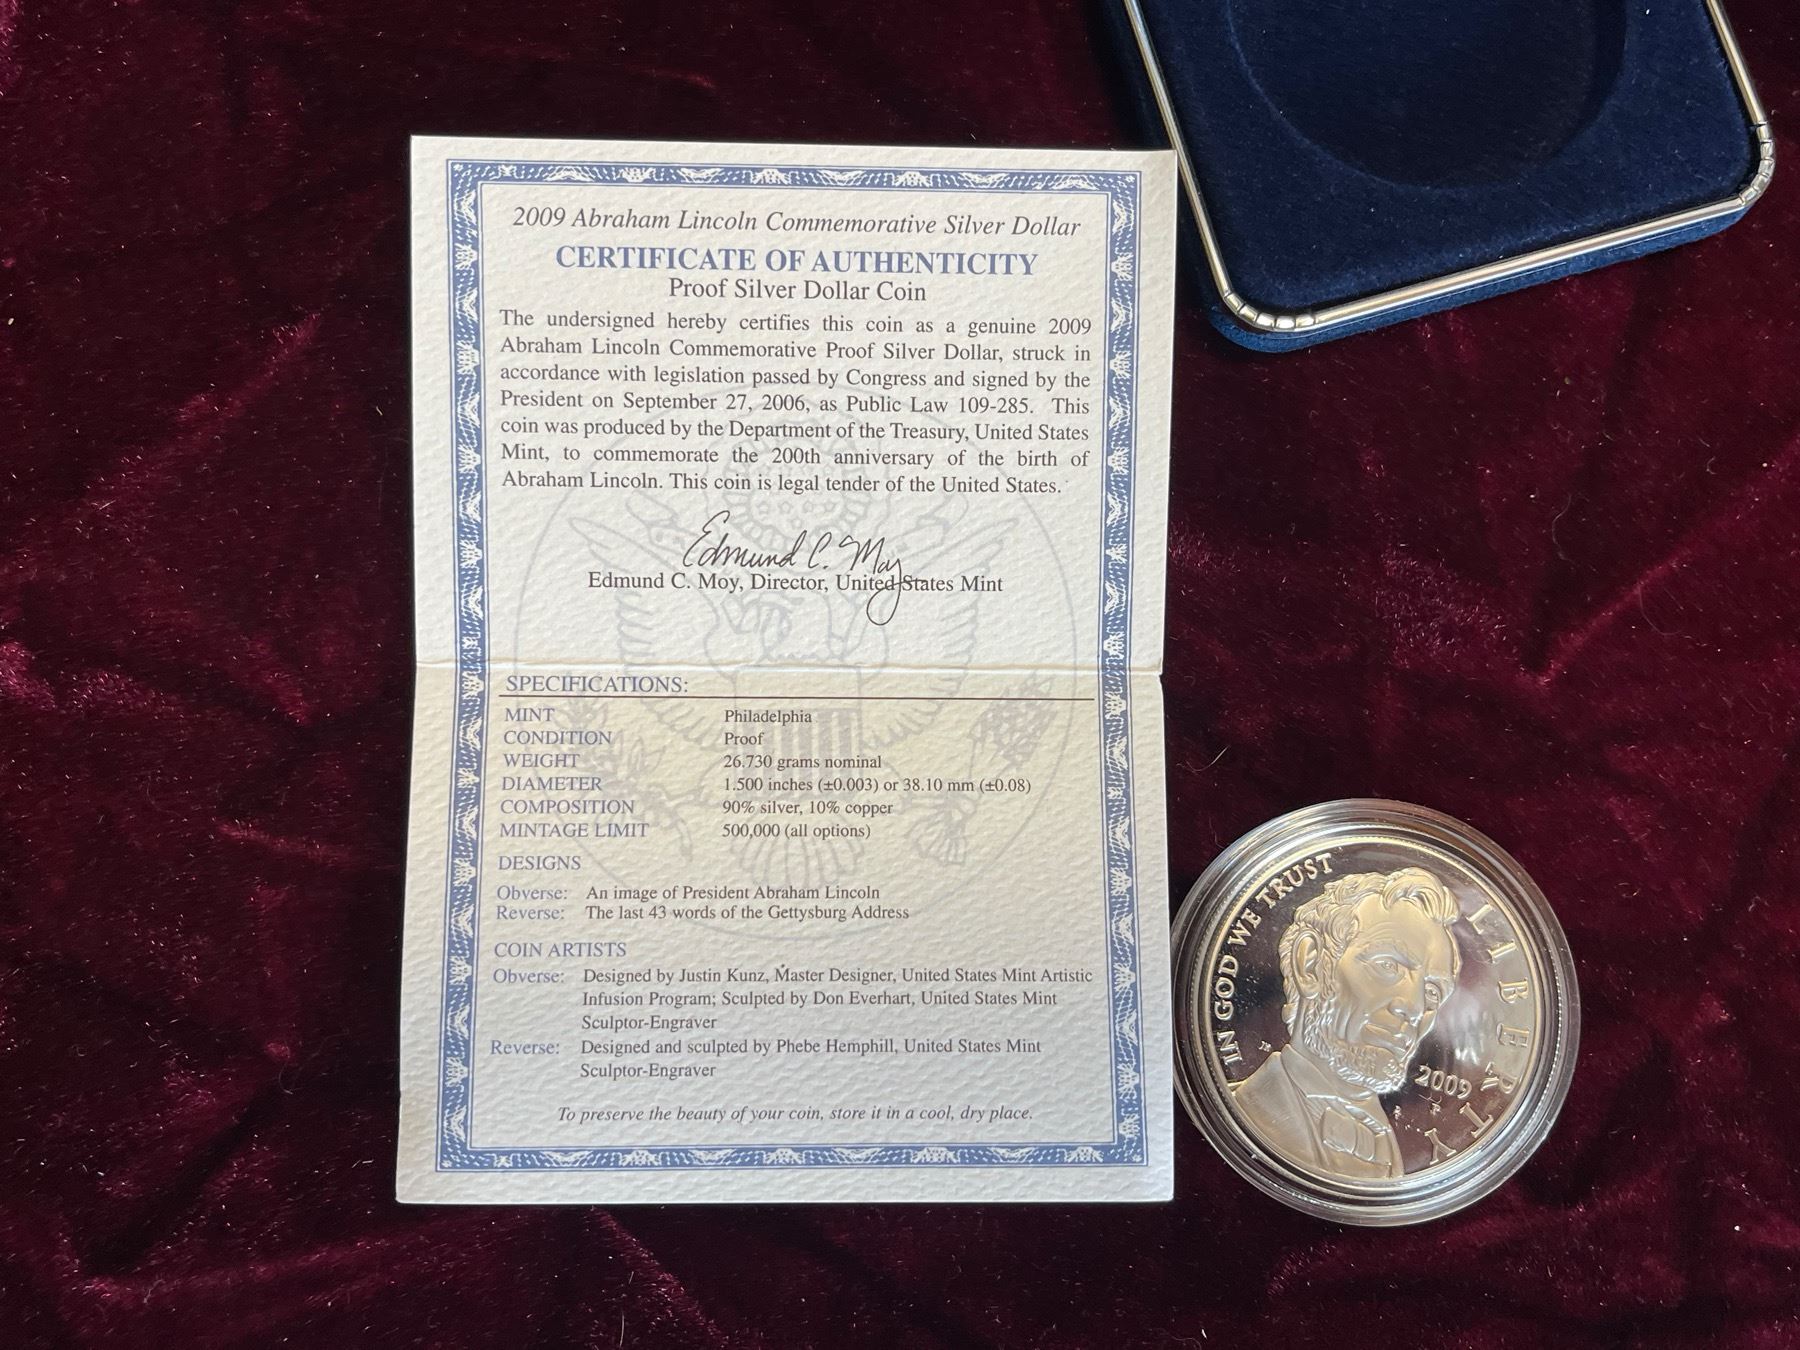 2009 Abraham Lincoln Commemorative Silver Dollar
CERTIFICATE OF AUTHENTICITY
Proof Silver Dollar Coin
The undersigned hereby certifies this coin as a genuine 2009
Abraham Lincoln Commemorative Proof Silver Dollar, struck in
accordance with legislation passed by Congress and signed by the
President on September 27, 2006, as Public Law 109-285. This
coin was produced by the Department of the Treasury, United States
Mint, to commemorate the 200th anniversary of the birth of
Abraham Lincoln. This coin is legal tender of the United States.
Edmund C. Moy
Edmund C. Moy, Director, United States Mint
SPECIFICATIONS:
MINT Philadelphia
CONDITION Proof
WEIGHT 26.730 grams nominal
DIAMETER 1.500 inches (±0.003) or 38.10 mm (±0.08)
COMPOSITION 90% silver, 10% copper
MINTAGE LIMIT 500,000 (all options)
DESIGNS
Obverse: An image of President Abraham Lincoln
Reverse: The last 43 words of the Gettysburg Address
COIN ARTISTS
Obverse: Designed by Justin Kunz, Master Designer, United States Mint Artistic
Infusion Program; Sculpted by Don Everhart, United States Mint
Sculptor-Engraver
Reverse: Designed and sculpted by Phebe Hemphill, United States Mint
Sculptor-Engraver
To preserve the beauty of your coin, store it in a cool, dry place.
IN GOD WE TRUST
LIBERTY
2009
P